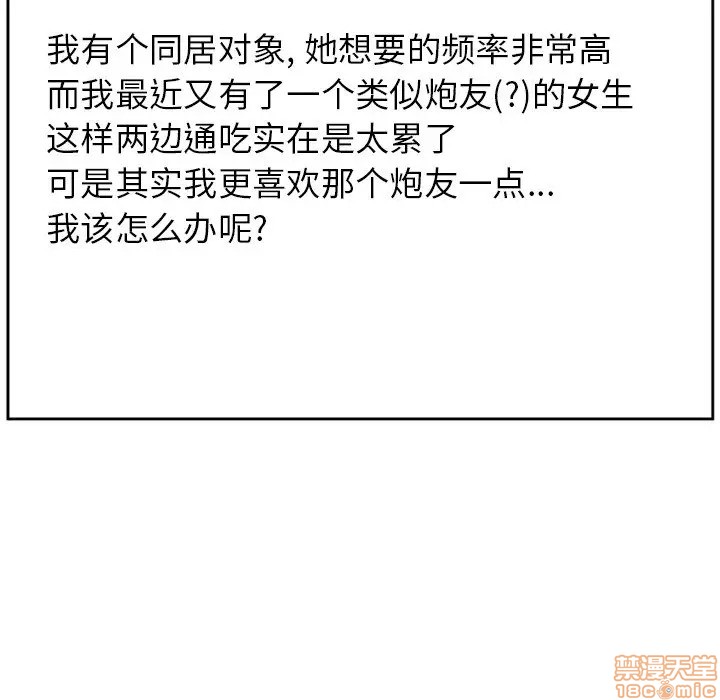 我有个同居对象, 她想要的频率非常高
而我最近又有了一个类似炮友(?)的女生
这样两边通吃实在是太累了
可是其实我更喜欢那个炮友一点...
我该怎么办呢?
禁漫天堂
18COMIC